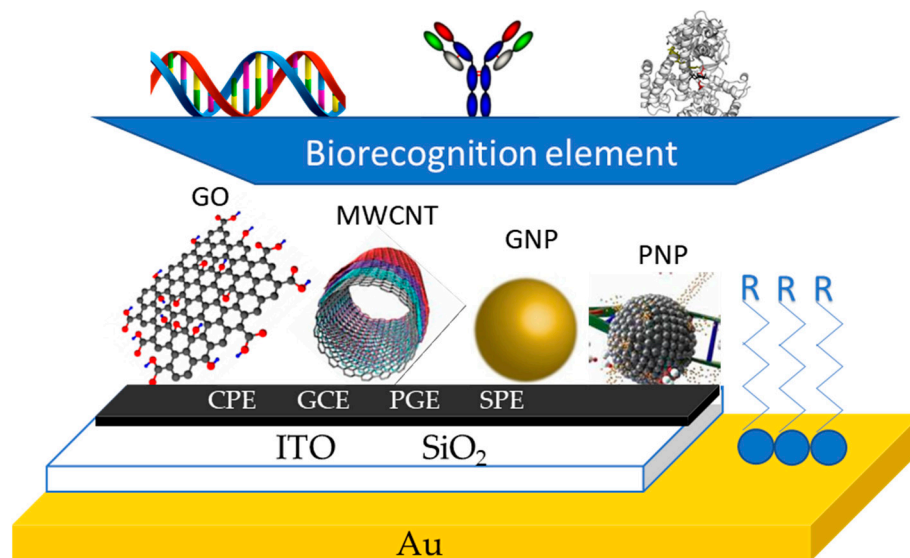 Biorecognition element
GO
MWCNT
GNP
PNP
R R R
CPE GCE PGE SPE
ITO SiO₂
Au